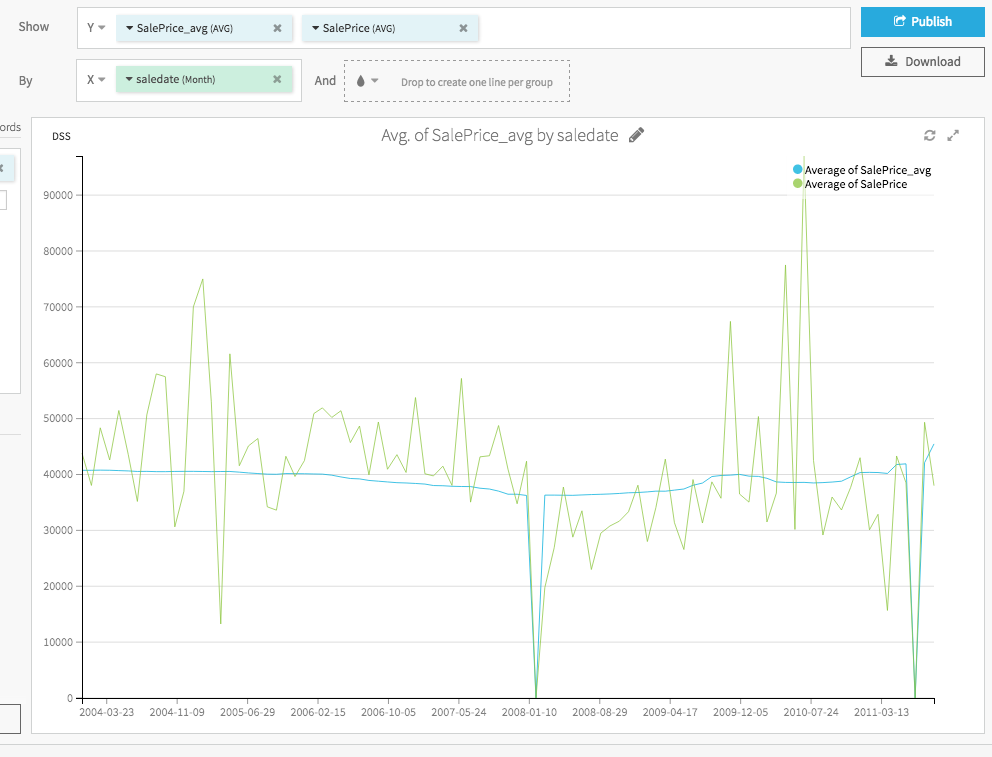 Show
Y
SalePrice_avg (AVG)
SalePrice (AVG)
Publish
Download
By
X
saledate (Month)
And
Drop to create one line per group
ords
DSS
Avg. of SalePrice_avg by saledate
Average of SalePrice_avg
Average of SalePrice
90000
80000
70000
60000
50000
40000
30000
20000
10000
0
2004-03-23 2004-11-09 2005-06-29 2006-02-15 2006-10-05 2007-05-24 2008-01-10 2008-08-29 2009-04-17 2009-12-05 2010-07-24 2011-03-13